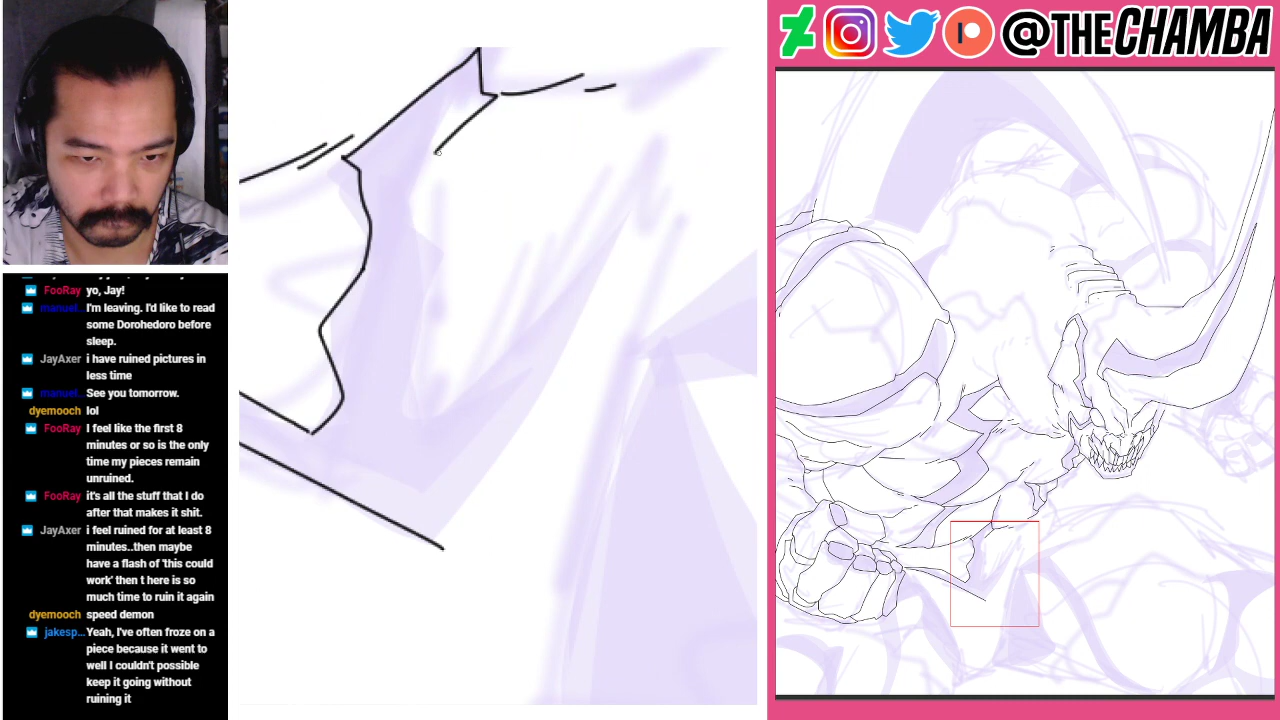 @THECHAMBA
FooRay yo, Jay!
manuel... I'm leaving. I'd like to read
some Dorohedoro before
sleep.
JayAxer i have ruined pictures in
less time
manuel... See you tomorrow.
dyemooch lol
FooRay I feel like the first 8
minutes or so is the only
time my pieces remain
unruined.
FooRay it's all the stuff that I do
after that makes it shit.
JayAxer i feel ruined for at least 8
minutes..then maybe
have a flash of 'this could
work' then t here is so
much time to ruin it again
dyemooch speed demon
jakesp... Yeah, I've often froze on a
piece because it went to
well I couldn't possible
keep it going without
ruining it